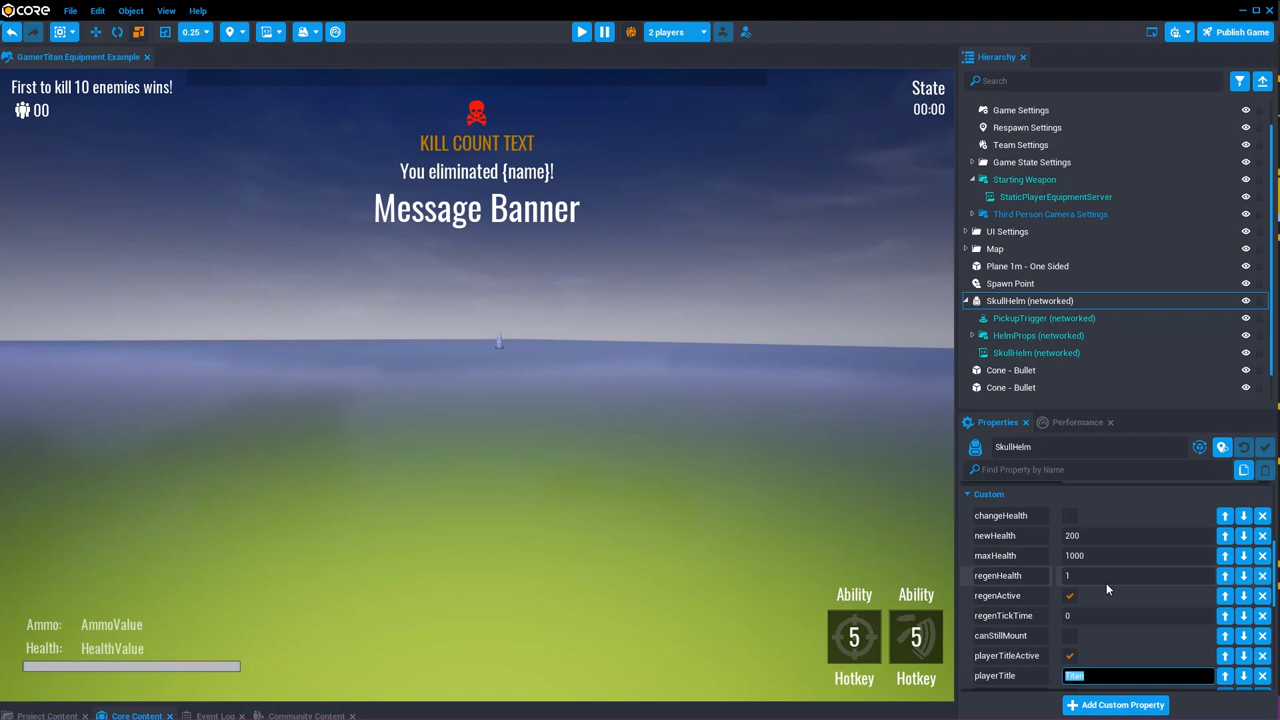 CORE File Edit Object View Help
0.25 2 players Publish Game
GamerTitan Equipment Example
First to kill 10 enemies wins!
00
State
00:00
KILL COUNT TEXT
You eliminated {name}!
Message Banner
Ammo: AmmoValue
Health: HealthValue
Ability
5
Hotkey
Ability
5
Hotkey
Project Content Core Content Event Log Community Content
Hierarchy
Search
Game Settings
Respawn Settings
Team Settings
Game State Settings
Starting Weapon
StaticPlayerEquipmentServer
Third Person Camera Settings
UI Settings
Map
Plane 1m - One Sided
Spawn Point
SkullHelm (networked)
PickupTrigger (networked)
HelmProps (networked)
SkullHelm (networked)
Cone - Bullet
Cone - Bullet
Properties Performance
SkullHelm
Find Property by Name
Custom
changeHealth
newHealth 200
maxHealth 1000
regenHealth 1
regenActive
regenTickTime 0
canStillMount
playerTitleActive
playerTitle Titan
Add Custom Property